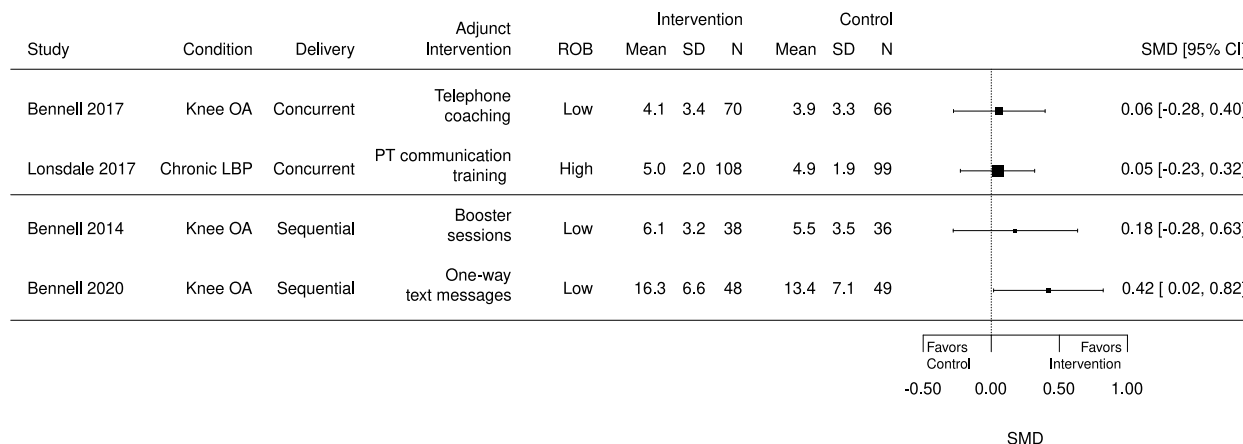 Intervention Control
Adjunct
Study Condition Delivery Intervention ROB Mean SD N Mean SD N SMD [95% CI]
Telephone
Bennell 2017 Knee OA Concurrent coaching Low 4.1 3.4 70 3.9 3.3 66 0.06 [-0.28, 0.40]
PT communication
Lonsdale 2017 Chronic LBP Concurrent training High 5.0 2.0 108 4.9 1.9 99 0.05 [-0.23, 0.32]
Booster
Bennell 2014 Knee OA Sequential sessions Low 6.1 3.2 38 5.5 3.5 36 0.18 [-0.28, 0.63]
One-way
Bennell 2020 Knee OA Sequential text messages Low 16.3 6.6 48 13.4 7.1 49 0.42 [ 0.02, 0.82]
Favors Favors
Control Intervention
-0.50 0.00 0.50 1.00
SMD